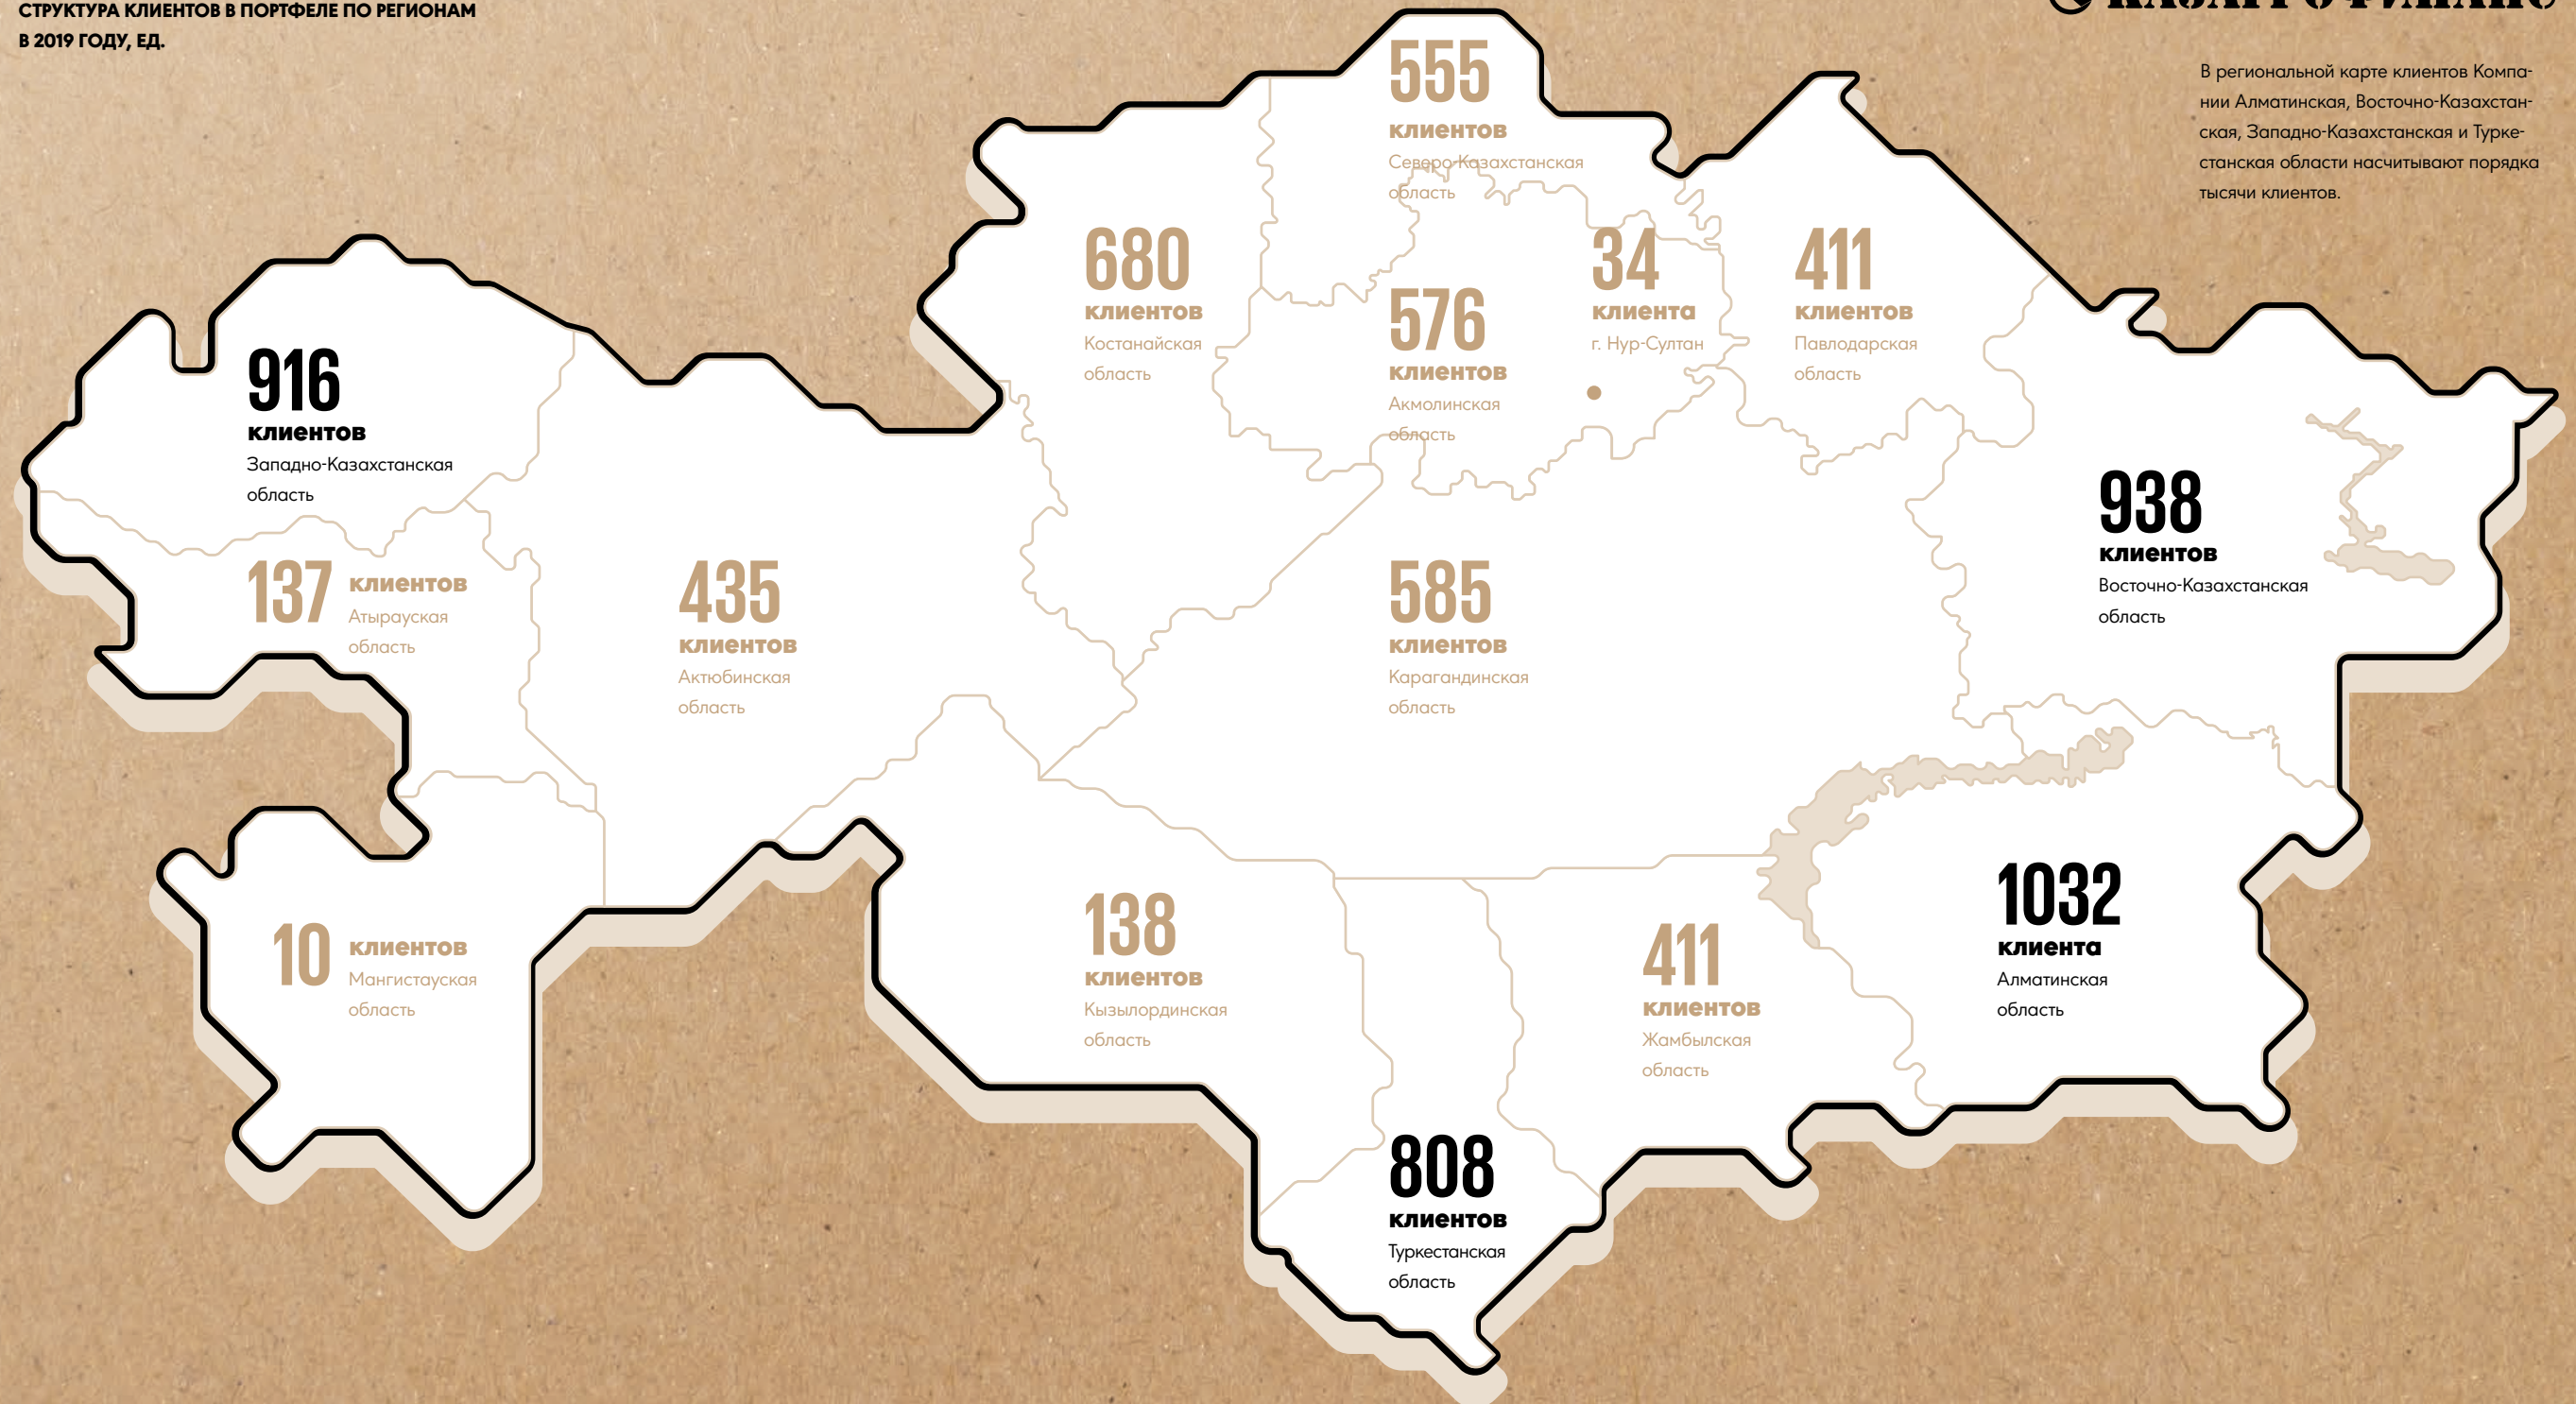 СТРУКТУРА КЛИЕНТОВ В ПОРТФЕЛЕ ПО РЕГИОНАМ
В 2019 ГОДУ, ЕД.
КАЗАГРОФИНАНС
В региональной карте клиентов Компа-
нии Алматинская, Восточно-Казахстан-
ская, Западно-Казахстанская и Турке-
станская области насчитывают порядка
тысячи клиентов.
555
клиентов
Северо-Казахстанская
область
680
клиентов
Костанайская
область
576
клиентов
Акмолинская
область
34
клиента
г. Нур-Султан
411
клиентов
Павлодарская
область
916
клиентов
Западно-Казахстанская
область
938
клиентов
Восточно-Казахстанская
область
137
клиентов
Атырауская
область
435
клиентов
Актюбинская
область
585
клиентов
Карагандинская
область
10
клиентов
Мангистауская
область
138
клиентов
Кызылординская
область
411
клиентов
Жамбылская
область
1032
клиента
Алматинская
область
808
клиентов
Туркестанская
область